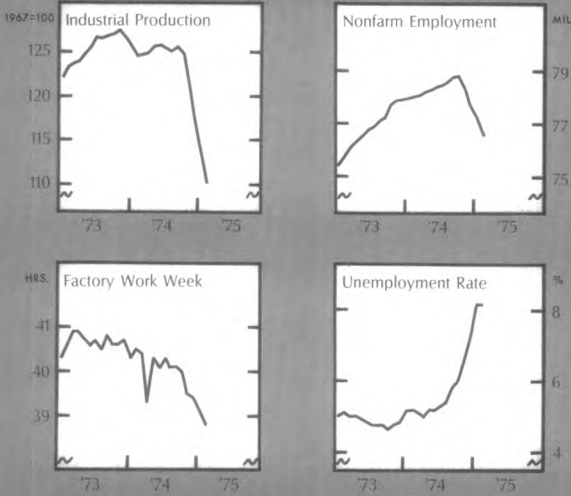 1967=100 Industrial Production
125
120
115
110
'73 '74 '75
Nonfarm Employment MIL
79
77
75
'73 '74 '75
HRS. Factory Work Week
41
40
39
'73 '74 '75
Unemployment Rate %
8
6
4
'73 '74 '75